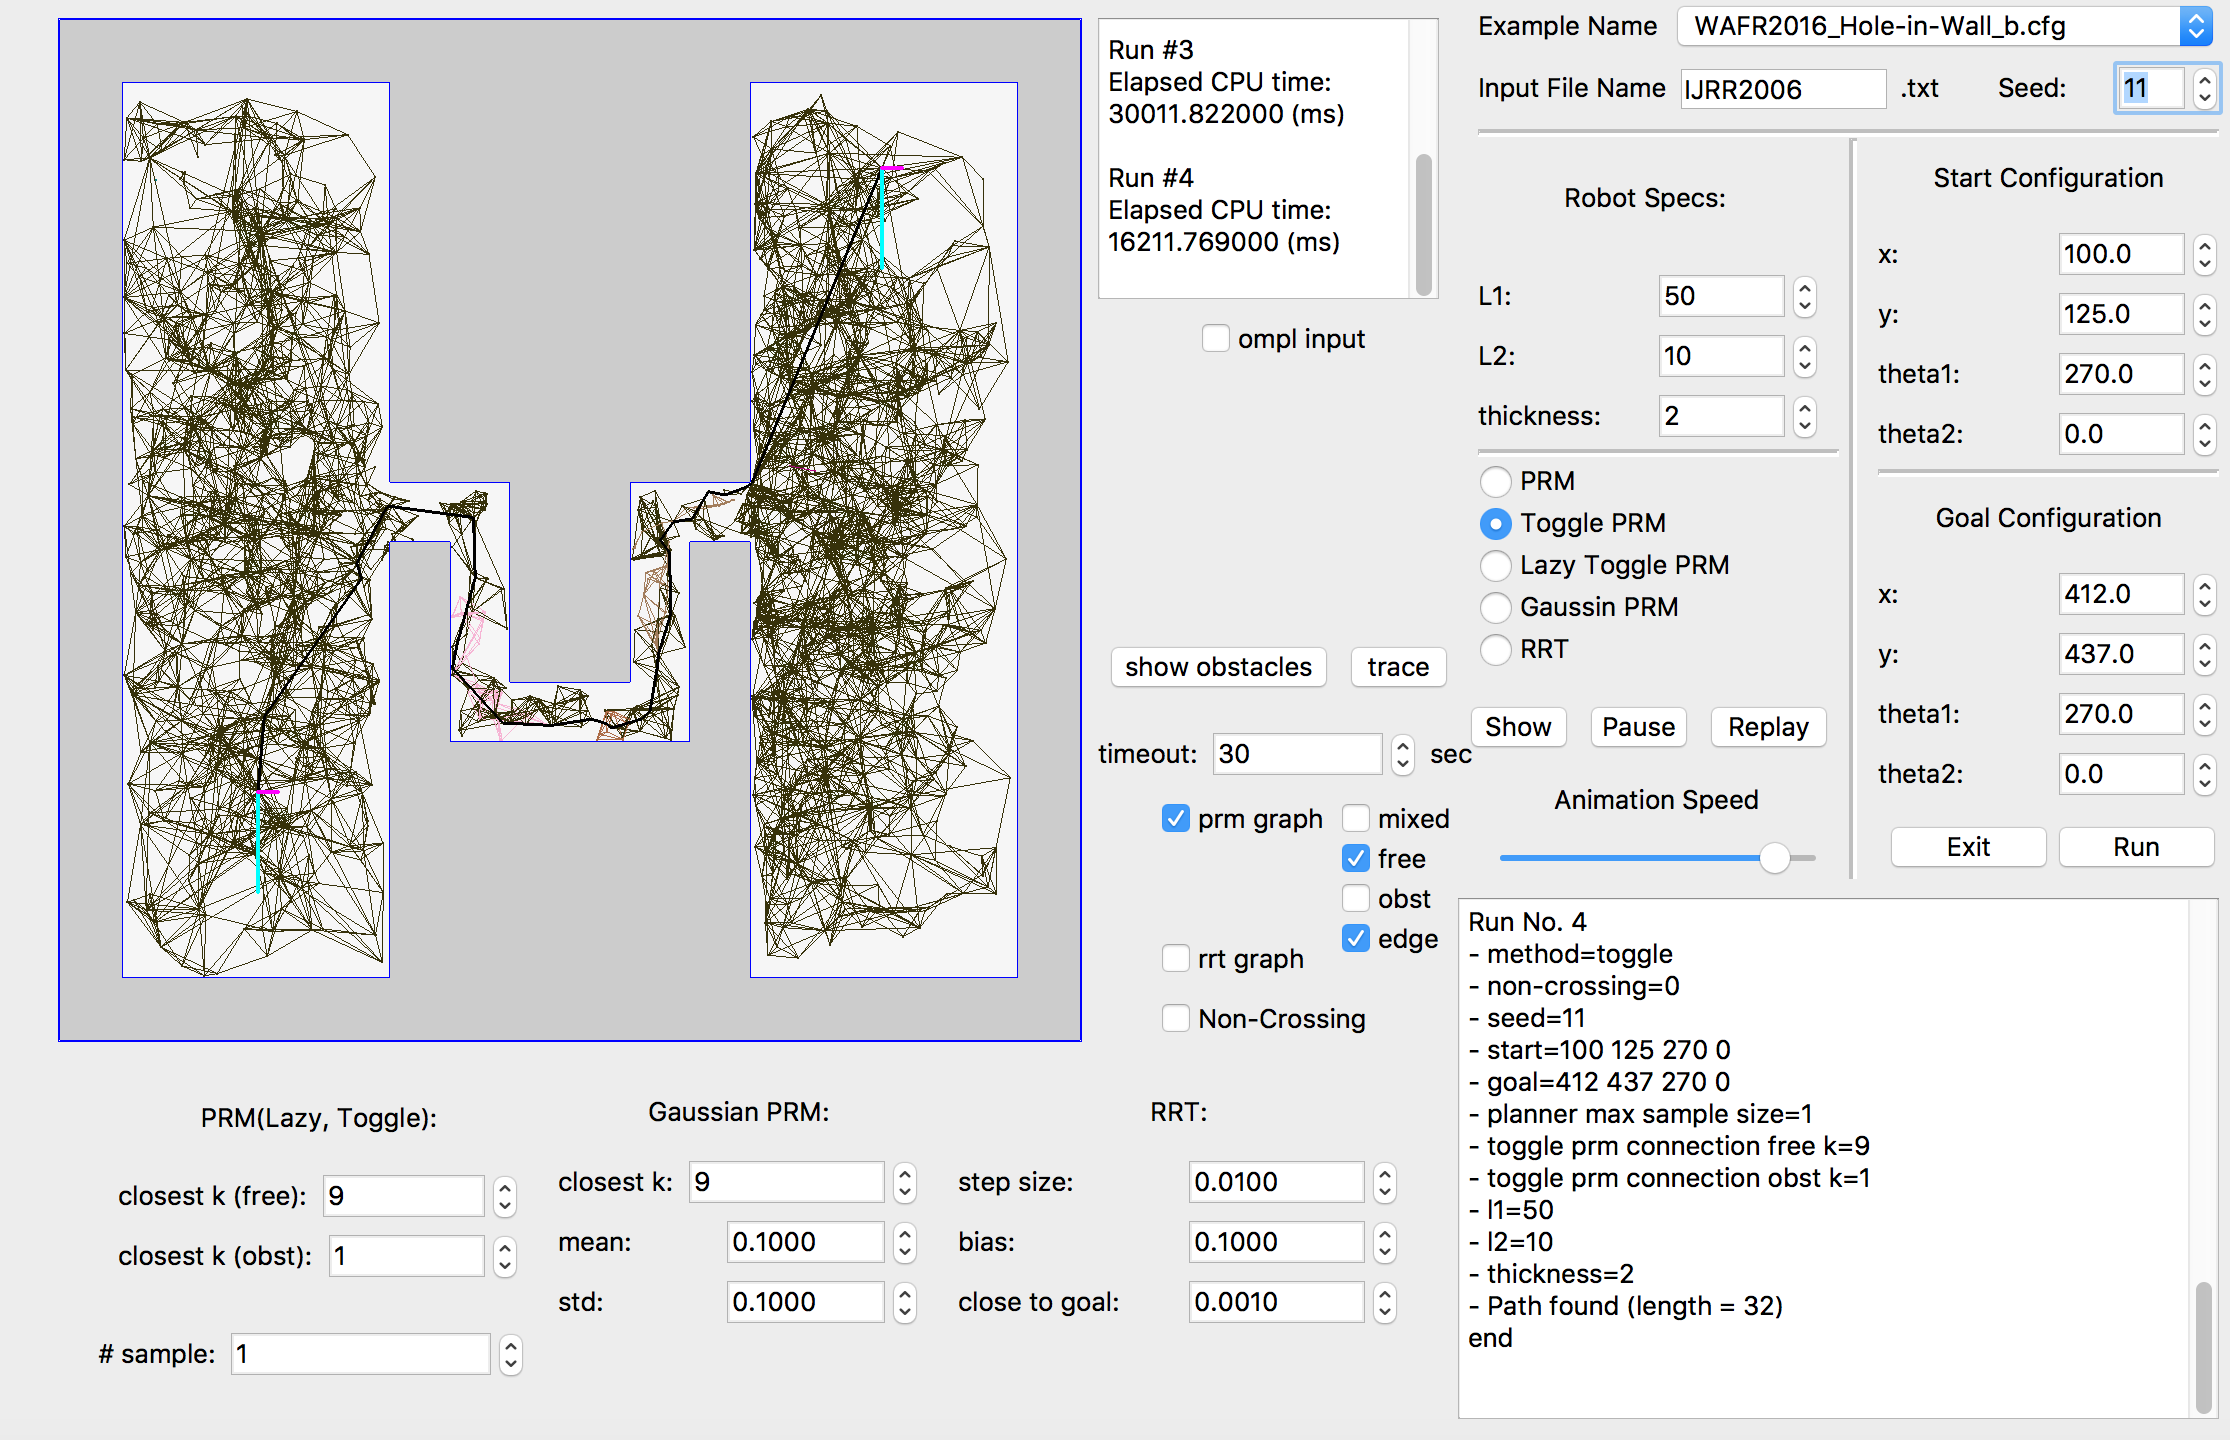 Run #3
Elapsed CPU time:
30011.822000 (ms)
Run #4
Elapsed CPU time:
16211.769000 (ms)
ompl input
show obstacles
trace
timeout: 30 sec
prm graph
mixed
free
obst
edge
rrt graph
Non-Crossing
Example Name WAFR2016_Hole-in-Wall_b.cfg
Input File Name IJRR2006 .txt Seed: 11
Robot Specs:
L1: 50
L2: 10
thickness: 2
PRM
Toggle PRM
Lazy Toggle PRM
Gaussin PRM
RRT
Show Pause Replay
Animation Speed
Start Configuration
x: 100.0
y: 125.0
theta1: 270.0
theta2: 0.0
Goal Configuration
x: 412.0
y: 437.0
theta1: 270.0
theta2: 0.0
Exit Run
Run No. 4
- method=toggle
- non-crossing=0
- seed=11
- start=100 125 270 0
- goal=412 437 270 0
- planner max sample size=1
- toggle prm connection free k=9
- toggle prm connection obst k=1
- l1=50
- l2=10
- thickness=2
- Path found (length = 32)
end
PRM(Lazy, Toggle):
closest k (free): 9
closest k (obst): 1
# sample: 1
Gaussian PRM:
closest k: 9
mean: 0.1000
std: 0.1000
RRT:
step size: 0.0100
bias: 0.1000
close to goal: 0.0010